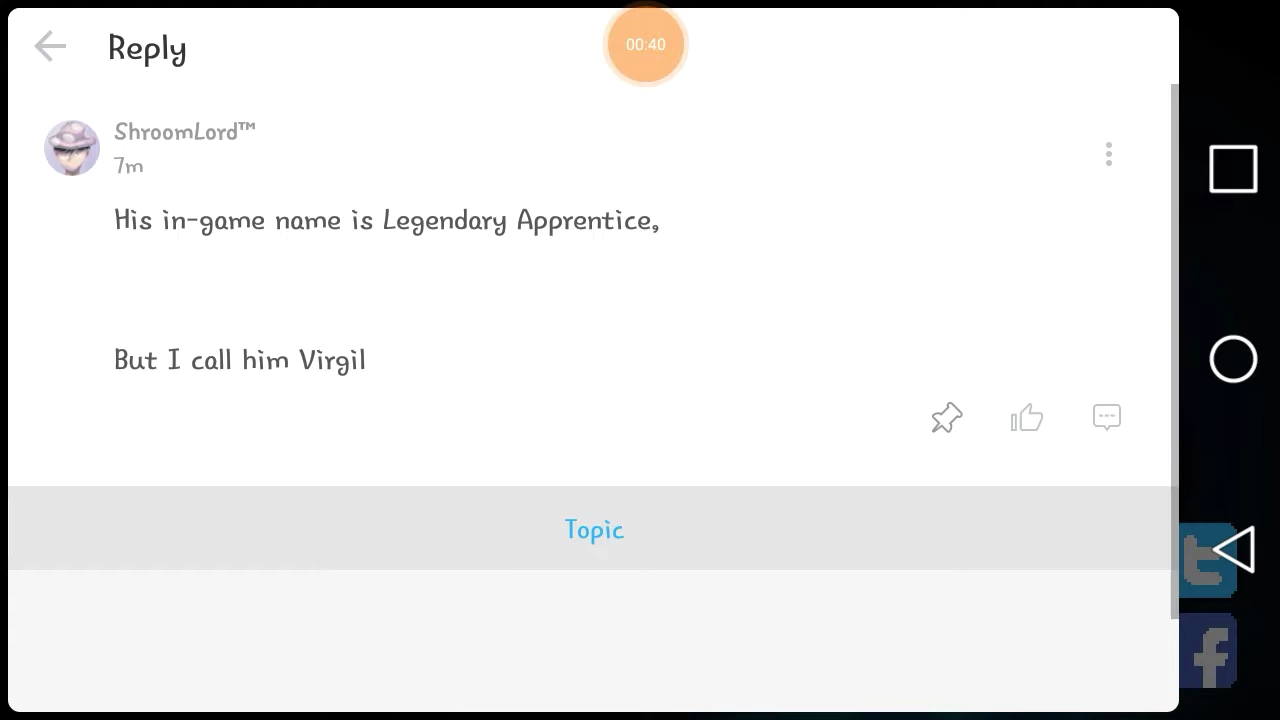 00:40
Reply
ShroomLord™
7m
His in-game name is Legendary Apprentice,
But I call him Virgil
Topic